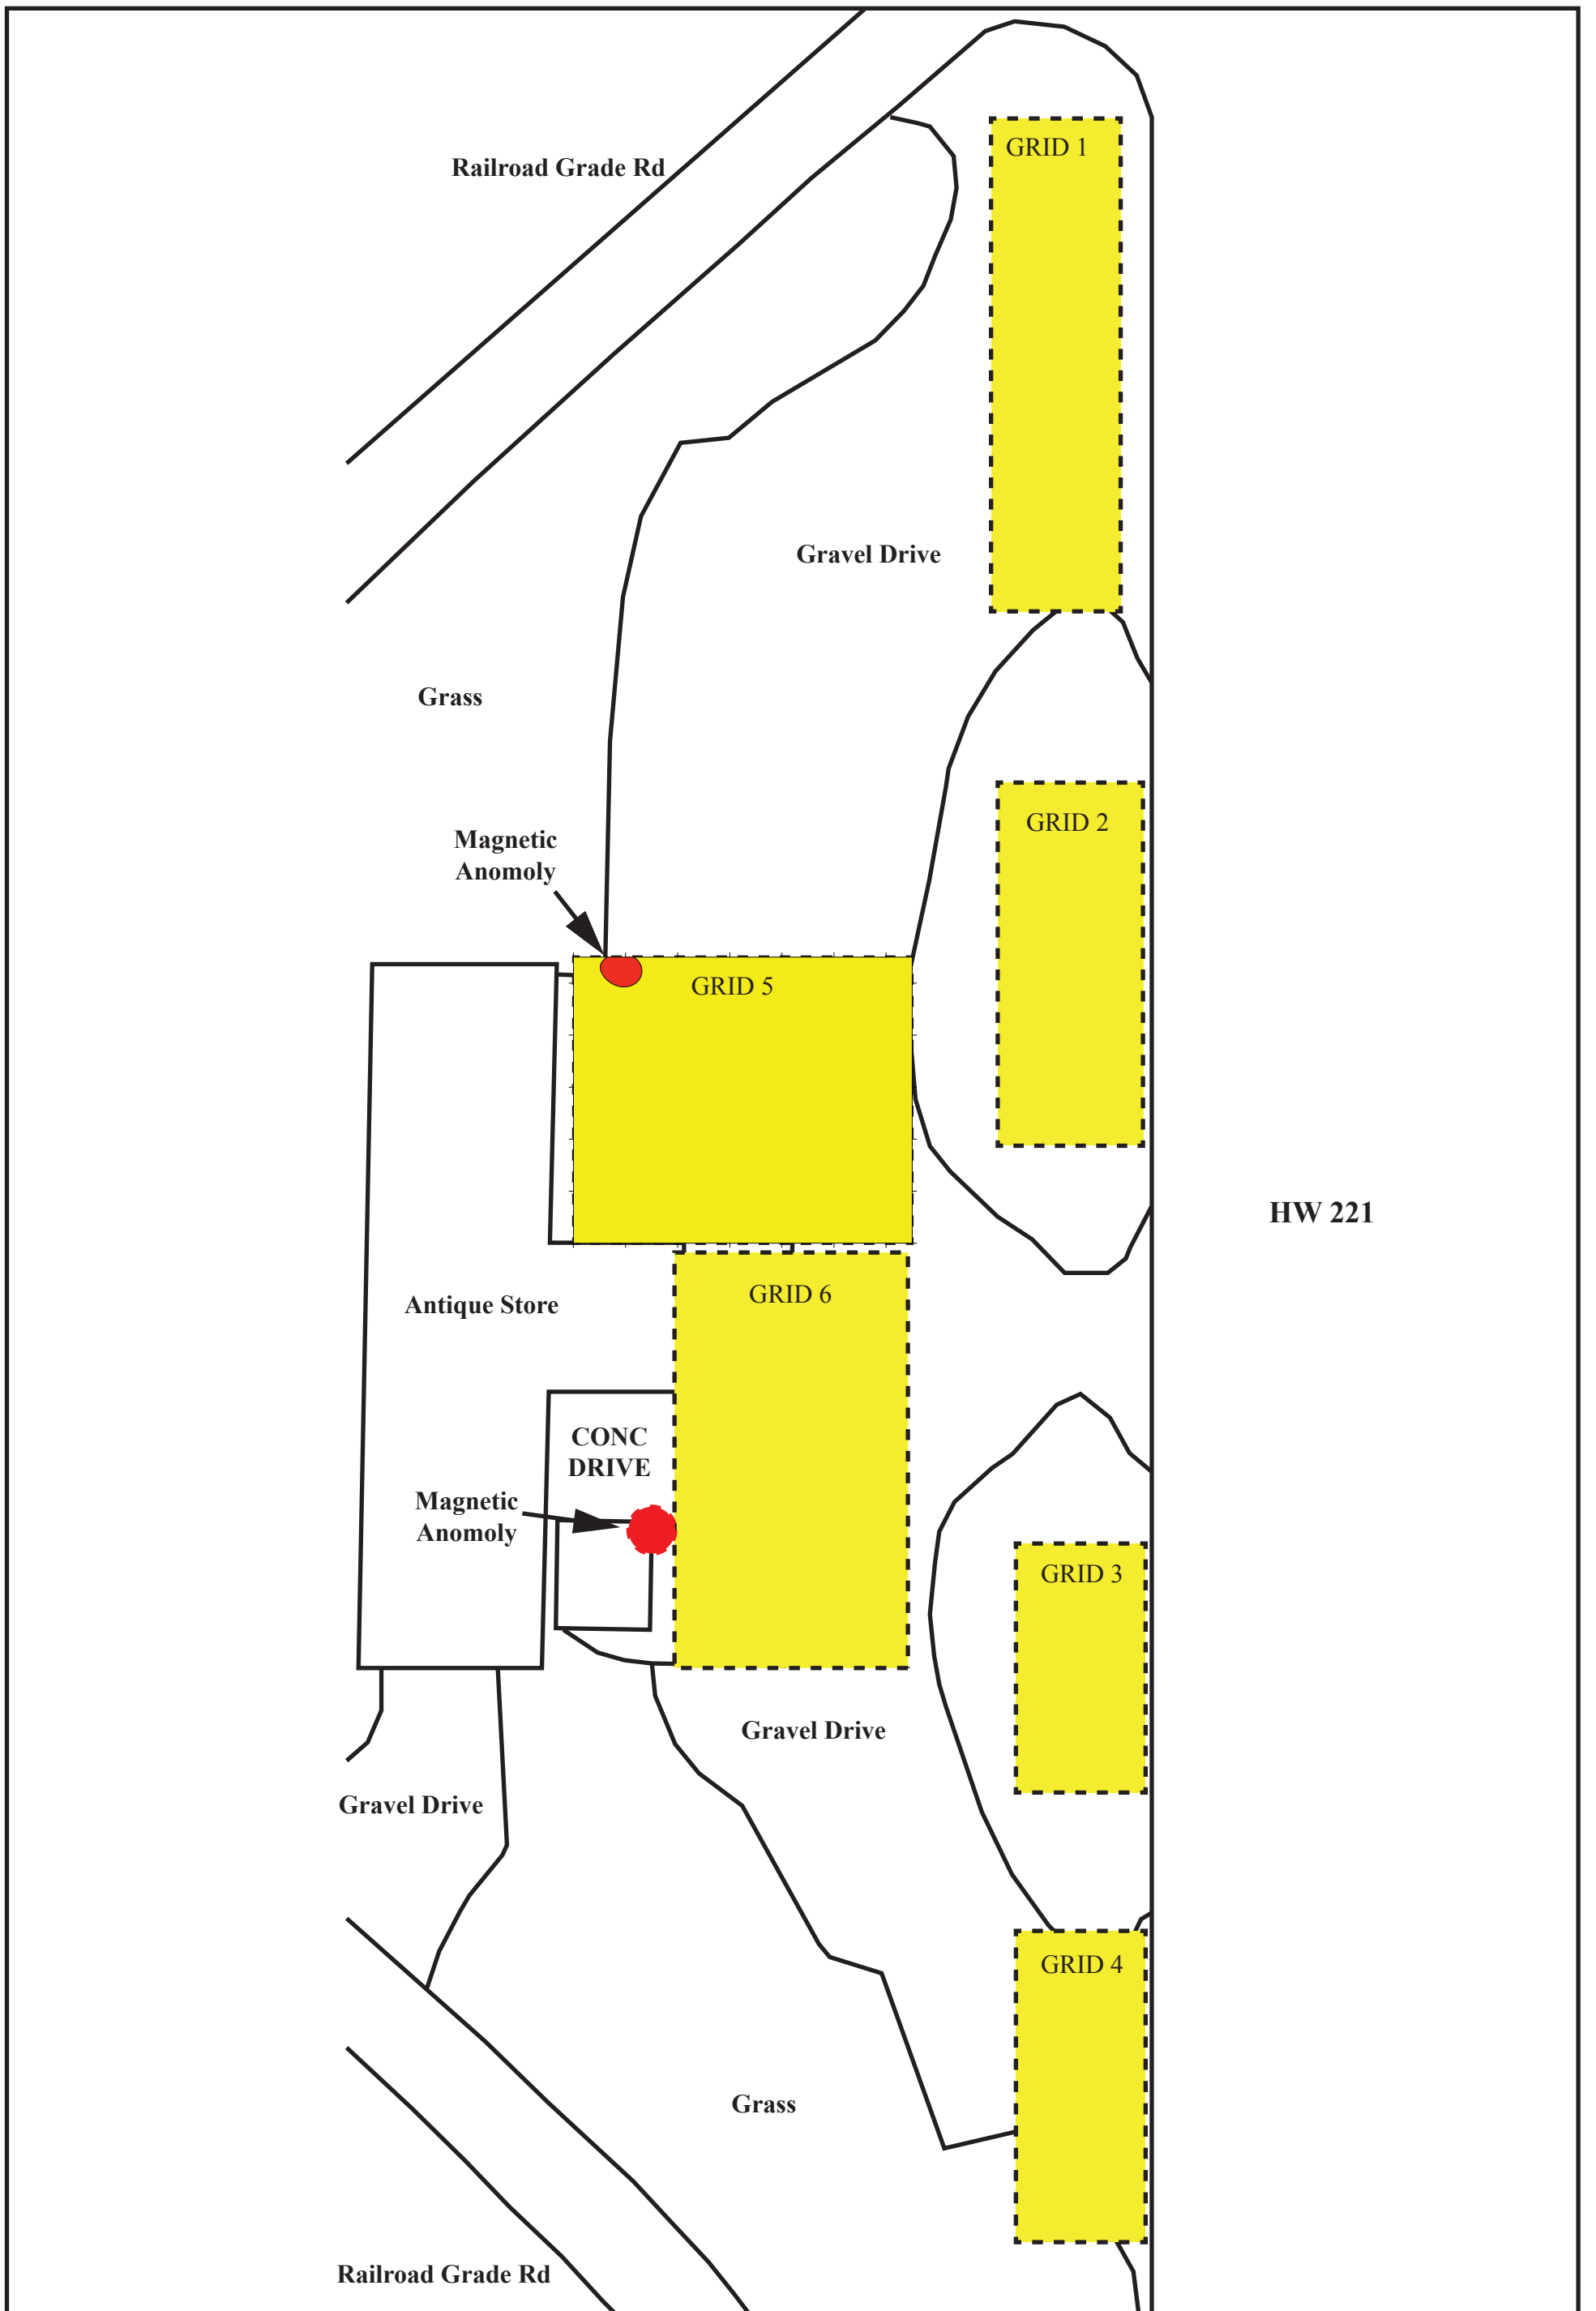 GRID 1
Railroad Grade Rd
Gravel Drive
Grass
GRID 2
Magnetic
Anomoly
GRID 5
HW 221
GRID 6
Antique Store
CONC
DRIVE
Magnetic
Anomoly
GRID 3
Gravel Drive
Gravel Drive
GRID 4
Grass
Railroad Grade Rd